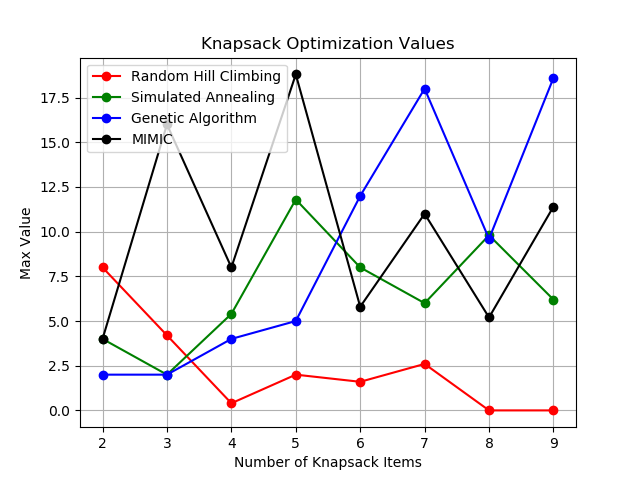 Knapsack Optimization Values
Random Hill Climbing
Simulated Annealing
Genetic Algorithm
MIMIC
Max Value
17.5
15.0
12.5
10.0
7.5
5.0
2.5
0.0
2 3 4 5 6 7 8 9
Number of Knapsack Items